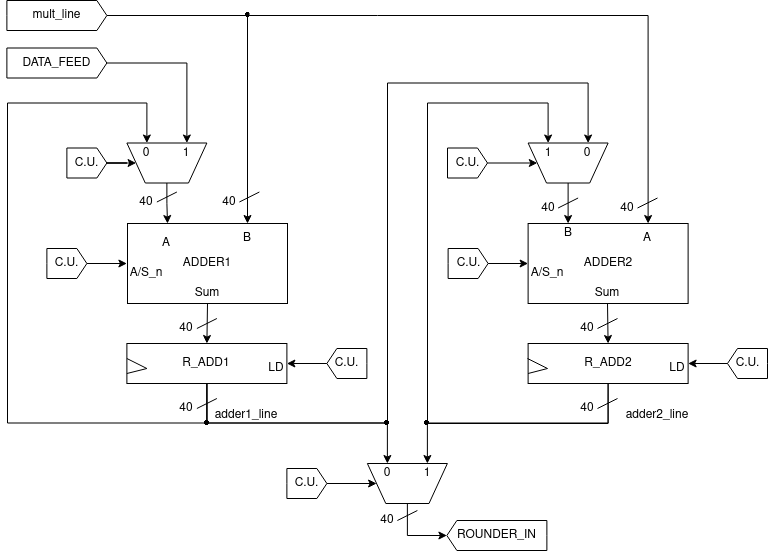 mult_line
DATA_FEED
0 1
1 0
C.U.
C.U.
40
40
40
40
A
B
B
A
C.U.
A/S_n
ADDER1
C.U.
A/S_n
ADDER2
Sum
Sum
40
40
R_ADD1
LD
C.U.
R_ADD2
LD
C.U.
40
adder1_line
40
adder2_line
0 1
C.U.
40
ROUNDER_IN